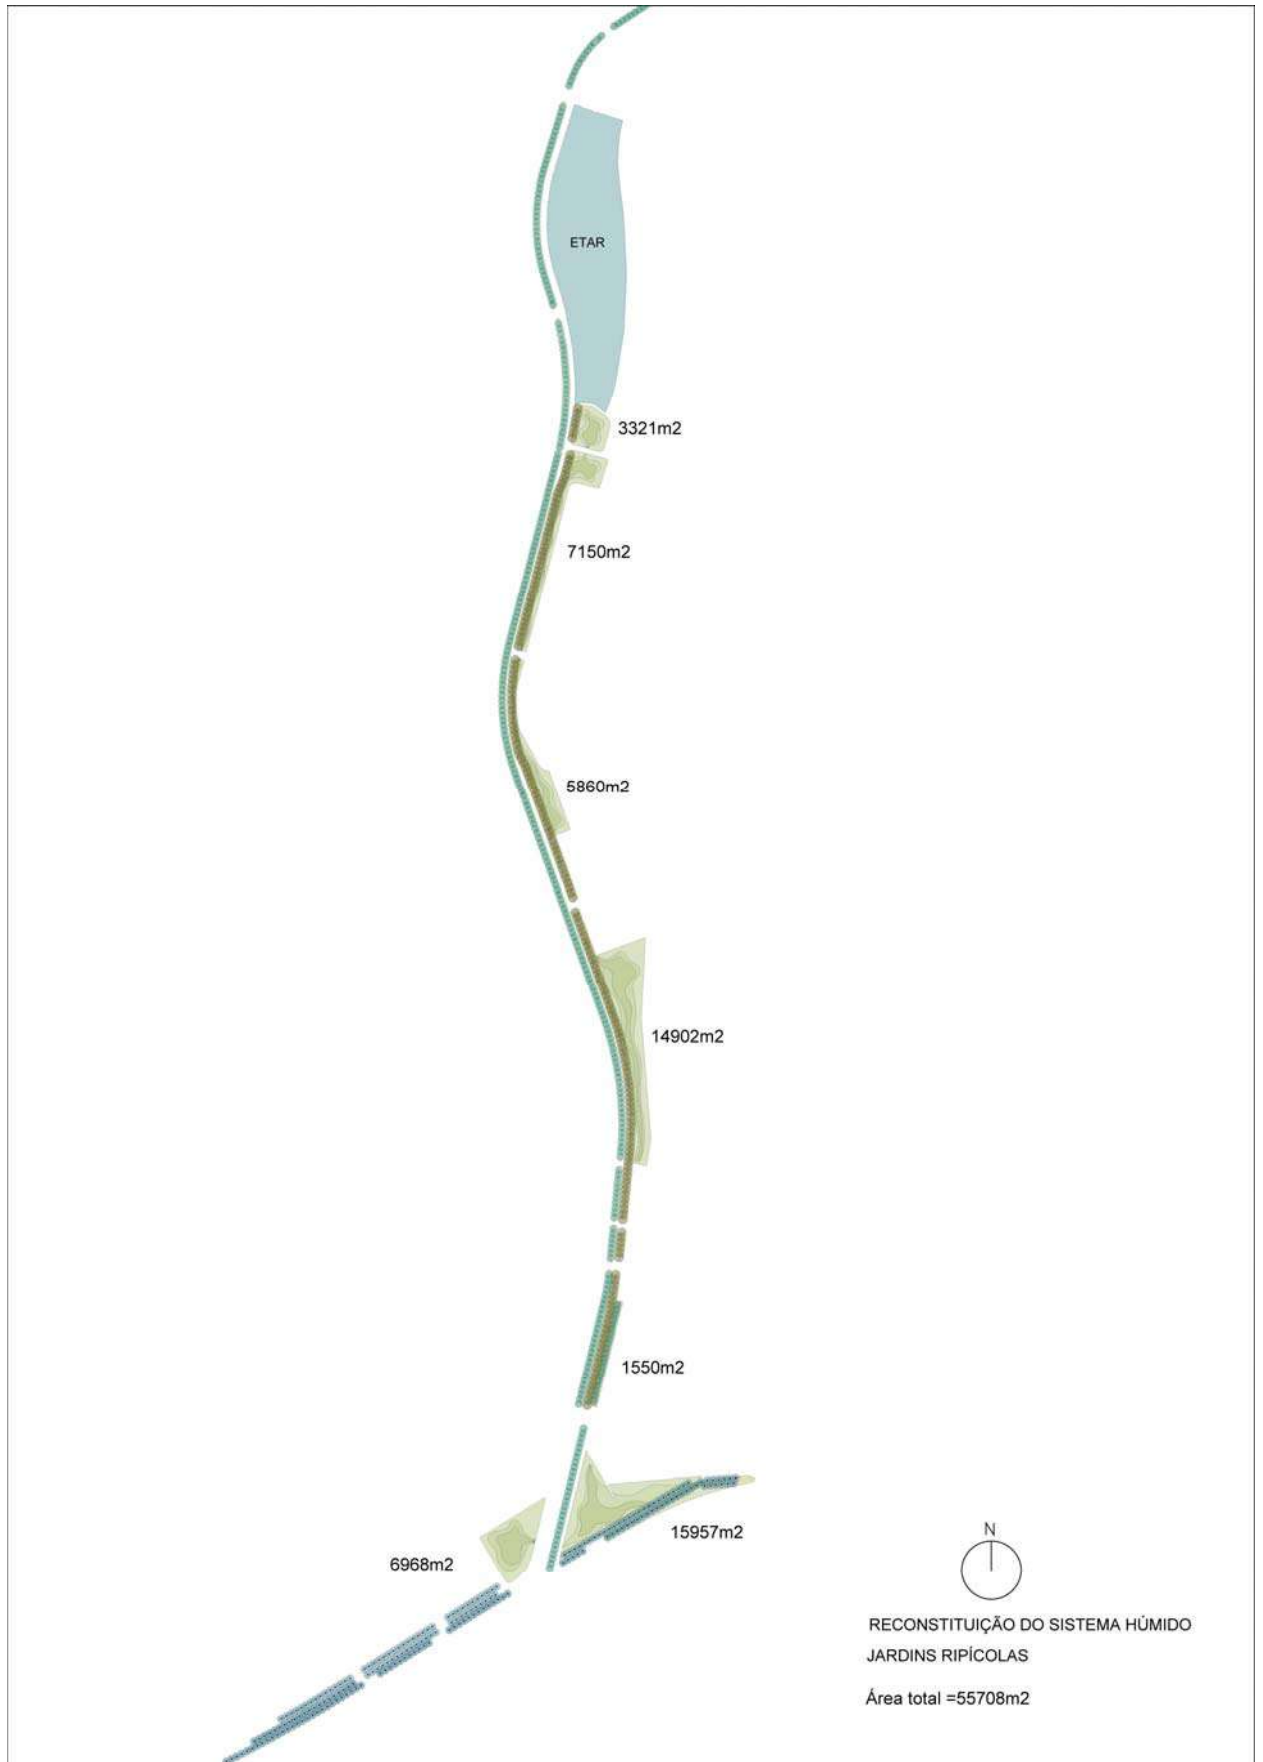 ETAR
3321m2
7150m2
5860m2
14902m2
1550m2
15957m2
6968m2
N
RECONSTITUIÇÃO DO SISTEMA HÚMIDO
JARDINS RIPÍCOLAS
Área total =55708m2